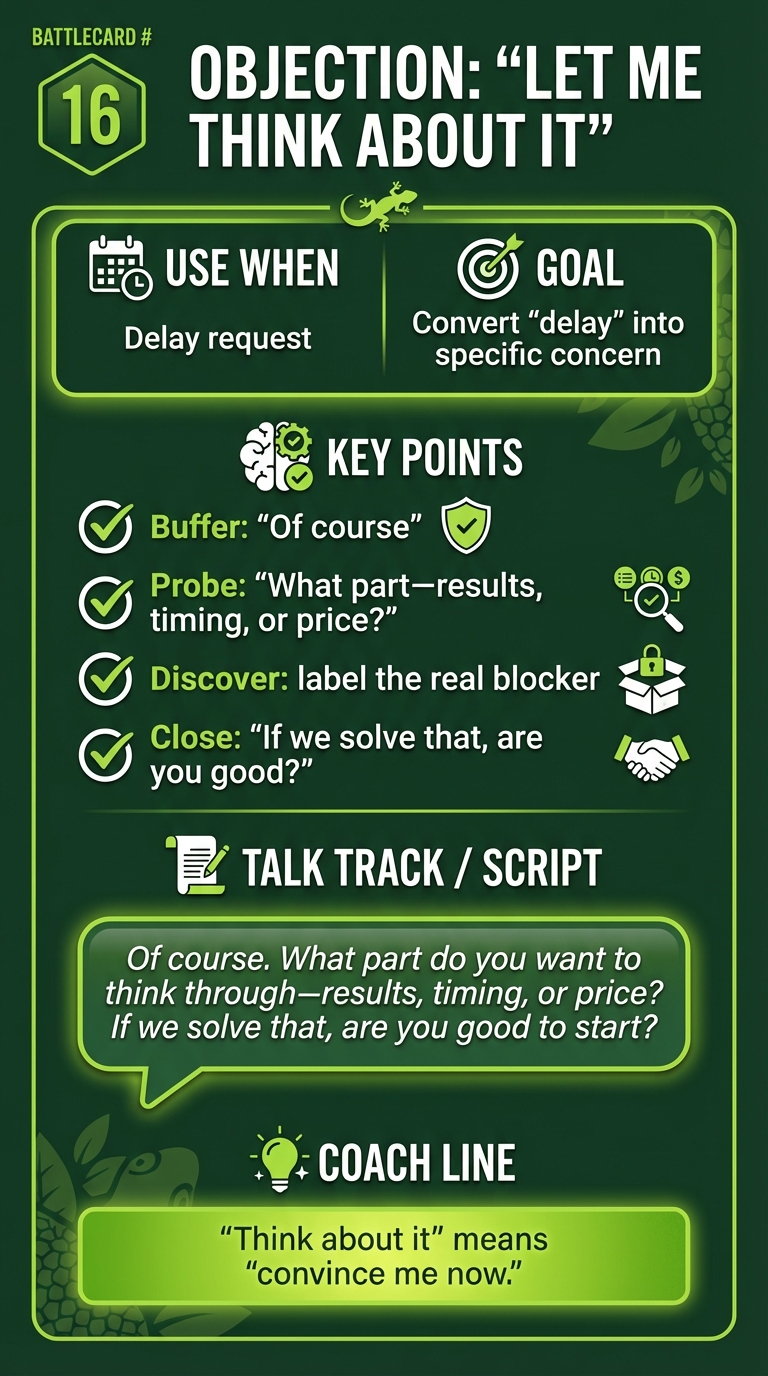 BATTLECARD #
16
OBJECTION: “LET ME
THINK ABOUT IT”
USE WHEN
Delay request
GOAL
Convert “delay” into
specific concern
KEY POINTS
Buffer: “Of course”
Probe: “What part—results,
timing, or price?”
Discover: label the real blocker
Close: “If we solve that, are
you good?”
TALK TRACK / SCRIPT
Of course. What part do you want to
think through—results, timing, or price?
If we solve that, are you good to start?
COACH LINE
“Think about it” means
“convince me now.”